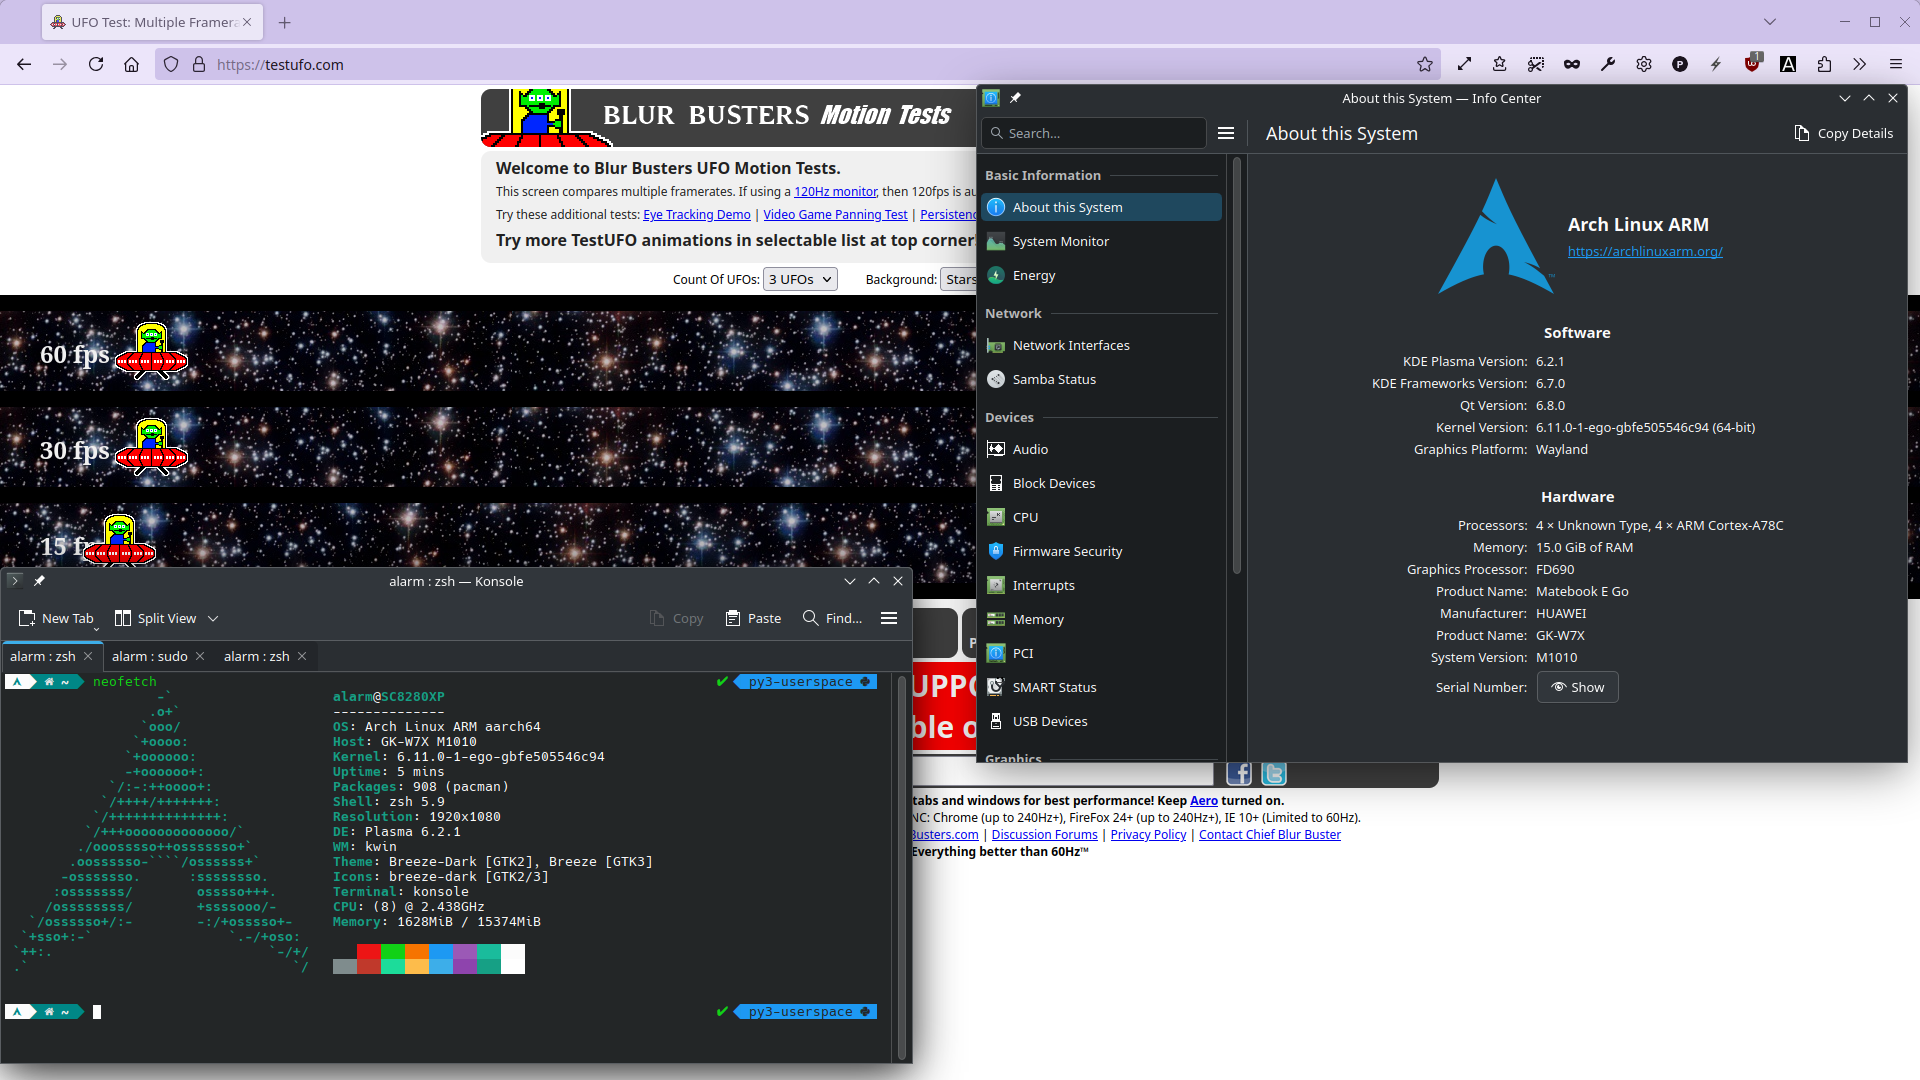 UFO Test: Multiple Framera
https://testufo.com
1
BLUR BUSTERS Motion Tests
Welcome to Blur Busters UFO Motion Tests.
This screen compares multiple framerates. If using a 120Hz monitor, then 120fps is au
Try these additional tests: Eye Tracking Demo | Video Game Panning Test | Persistenc
Try more TestUFO animations in selectable list at top corner
Count Of UFOs: 3 UFOs Background: Stars
60 fps
30 fps
15 f
UPPO
ble o
tabs and windows for best performance! Keep Aero turned on.
NC: Chrome (up to 240Hz+), FireFox 24+ (up to 240Hz+), IE 10+ (Limited to 60Hz).
Busters.com | Discussion Forums | Privacy Policy | Contact Chief Blur Buster
Everything better than 60Hz™
About this System — Info Center
Search...
About this System
Copy Details
Basic Information
About this System
System Monitor
Energy
Network
Network Interfaces
Samba Status
Devices
Audio
Block Devices
CPU
Firmware Security
Interrupts
Memory
PCI
SMART Status
USB Devices
Graphics
Arch Linux ARM
https://archlinuxarm.org/
Software
KDE Plasma Version: 6.2.1
KDE Frameworks Version: 6.7.0
Qt Version: 6.8.0
Kernel Version: 6.11.0-1-ego-gbfe505546c94 (64-bit)
Graphics Platform: Wayland
Hardware
Processors: 4 × Unknown Type, 4 × ARM Cortex-A78C
Memory: 15.0 GiB of RAM
Graphics Processor: FD690
Product Name: Matebook E Go
Manufacturer: HUAWEI
Product Name: GK-W7X
System Version: M1010
Serial Number: Show
alarm : zsh — Konsole
New Tab Split View Copy Paste Find...
alarm : zsh alarm : sudo alarm : zsh
~ neofetch ✔ py3-userspace
alarm@SC8280XP
--------------
OS: Arch Linux ARM aarch64
Host: GK-W7X M1010
Kernel: 6.11.0-1-ego-gbfe505546c94
Uptime: 5 mins
Packages: 908 (pacman)
Shell: zsh 5.9
Resolution: 1920x1080
DE: Plasma 6.2.1
WM: kwin
Theme: Breeze-Dark [GTK2], Breeze [GTK3]
Icons: breeze-dark [GTK2/3]
Terminal: konsole
CPU: (8) @ 2.438GHz
Memory: 1628MiB / 15374MiB
~ ✔ py3-userspace